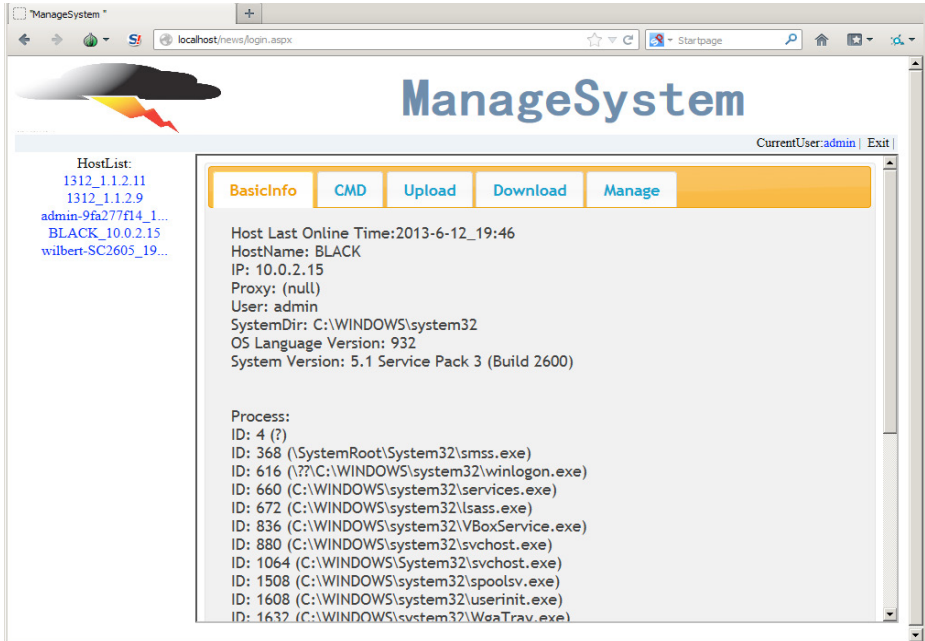 "ManageSystem "
localhost/news/login.aspx
Startpage
ManageSystem
CurrentUser:admin | Exit |
HostList:
1312_1.1.2.11
1312_1.1.2.9
admin-9fa277f14_1...
BLACK_10.0.2.15
wilbert-SC2605_19...
BasicInfo CMD Upload Download Manage
Host Last Online Time:2013-6-12_19:46
HostName: BLACK
IP: 10.0.2.15
Proxy: (null)
User: admin
SystemDir: C:\WINDOWS\system32
OS Language Version: 932
System Version: 5.1 Service Pack 3 (Build 2600)
Process:
ID: 4 (?)
ID: 368 (\SystemRoot\System32\smss.exe)
ID: 616 (\??\C:\WINDOWS\system32\winlogon.exe)
ID: 660 (C:\WINDOWS\system32\services.exe)
ID: 672 (C:\WINDOWS\system32\lsass.exe)
ID: 836 (C:\WINDOWS\system32\VBoxService.exe)
ID: 880 (C:\WINDOWS\system32\svchost.exe)
ID: 1064 (C:\WINDOWS\System32\svchost.exe)
ID: 1508 (C:\WINDOWS\system32\spoolsv.exe)
ID: 1608 (C:\WINDOWS\system32\userinit.exe)
ID: 1632 (C:\WINDOWS\system32\WgaTray.exe)